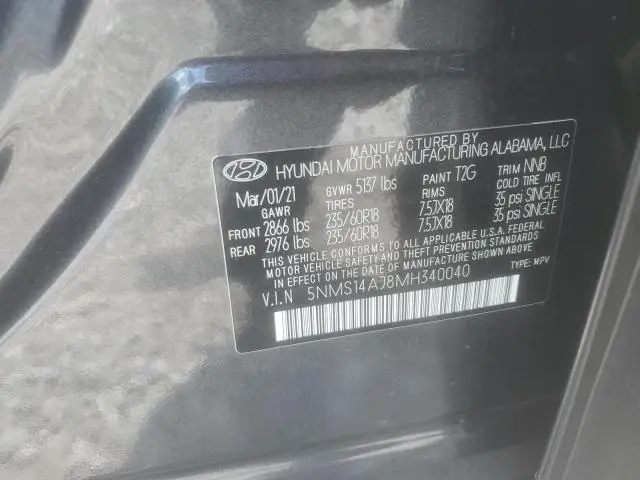 MANUFACTURED BY
HYUNDAI MOTOR MANUFACTURING ALABAMA, LLC
Mar/01/21 GVWR 5137 lbs PAINT T2G TRIM NNB
GAWR TIRES RIMS COLD TIRE INFL
FRONT 2866 lbs 235/60R18 7.5JX18 35 psi SINGLE
REAR 2976 lbs 235/60R18 7.5JX18 35 psi SINGLE
THIS VEHICLE CONFORMS TO ALL APPLICABLE U.S.A. FEDERAL
MOTOR VEHICLE SAFETY AND THEFT PREVENTION STANDARDS
IN EFFECT ON THE DATE OF MANUFACTURE SHOWN ABOVE.
V.I.N 5NMS14AJ8MH340040 TYPE: MPV